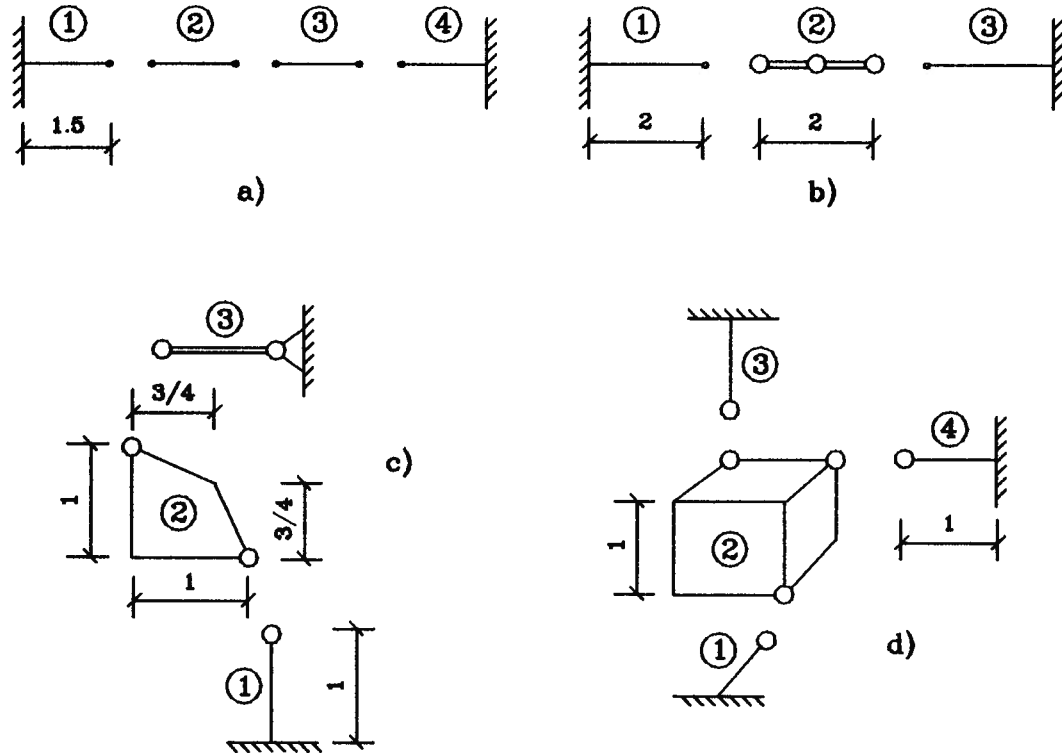 ① ② ③ ④
1.5
a)
① ② ③
2 2
b)
③
3/4
1 ② 3/4
1
c)
① 1
③
④
1
1 ②
①
d)